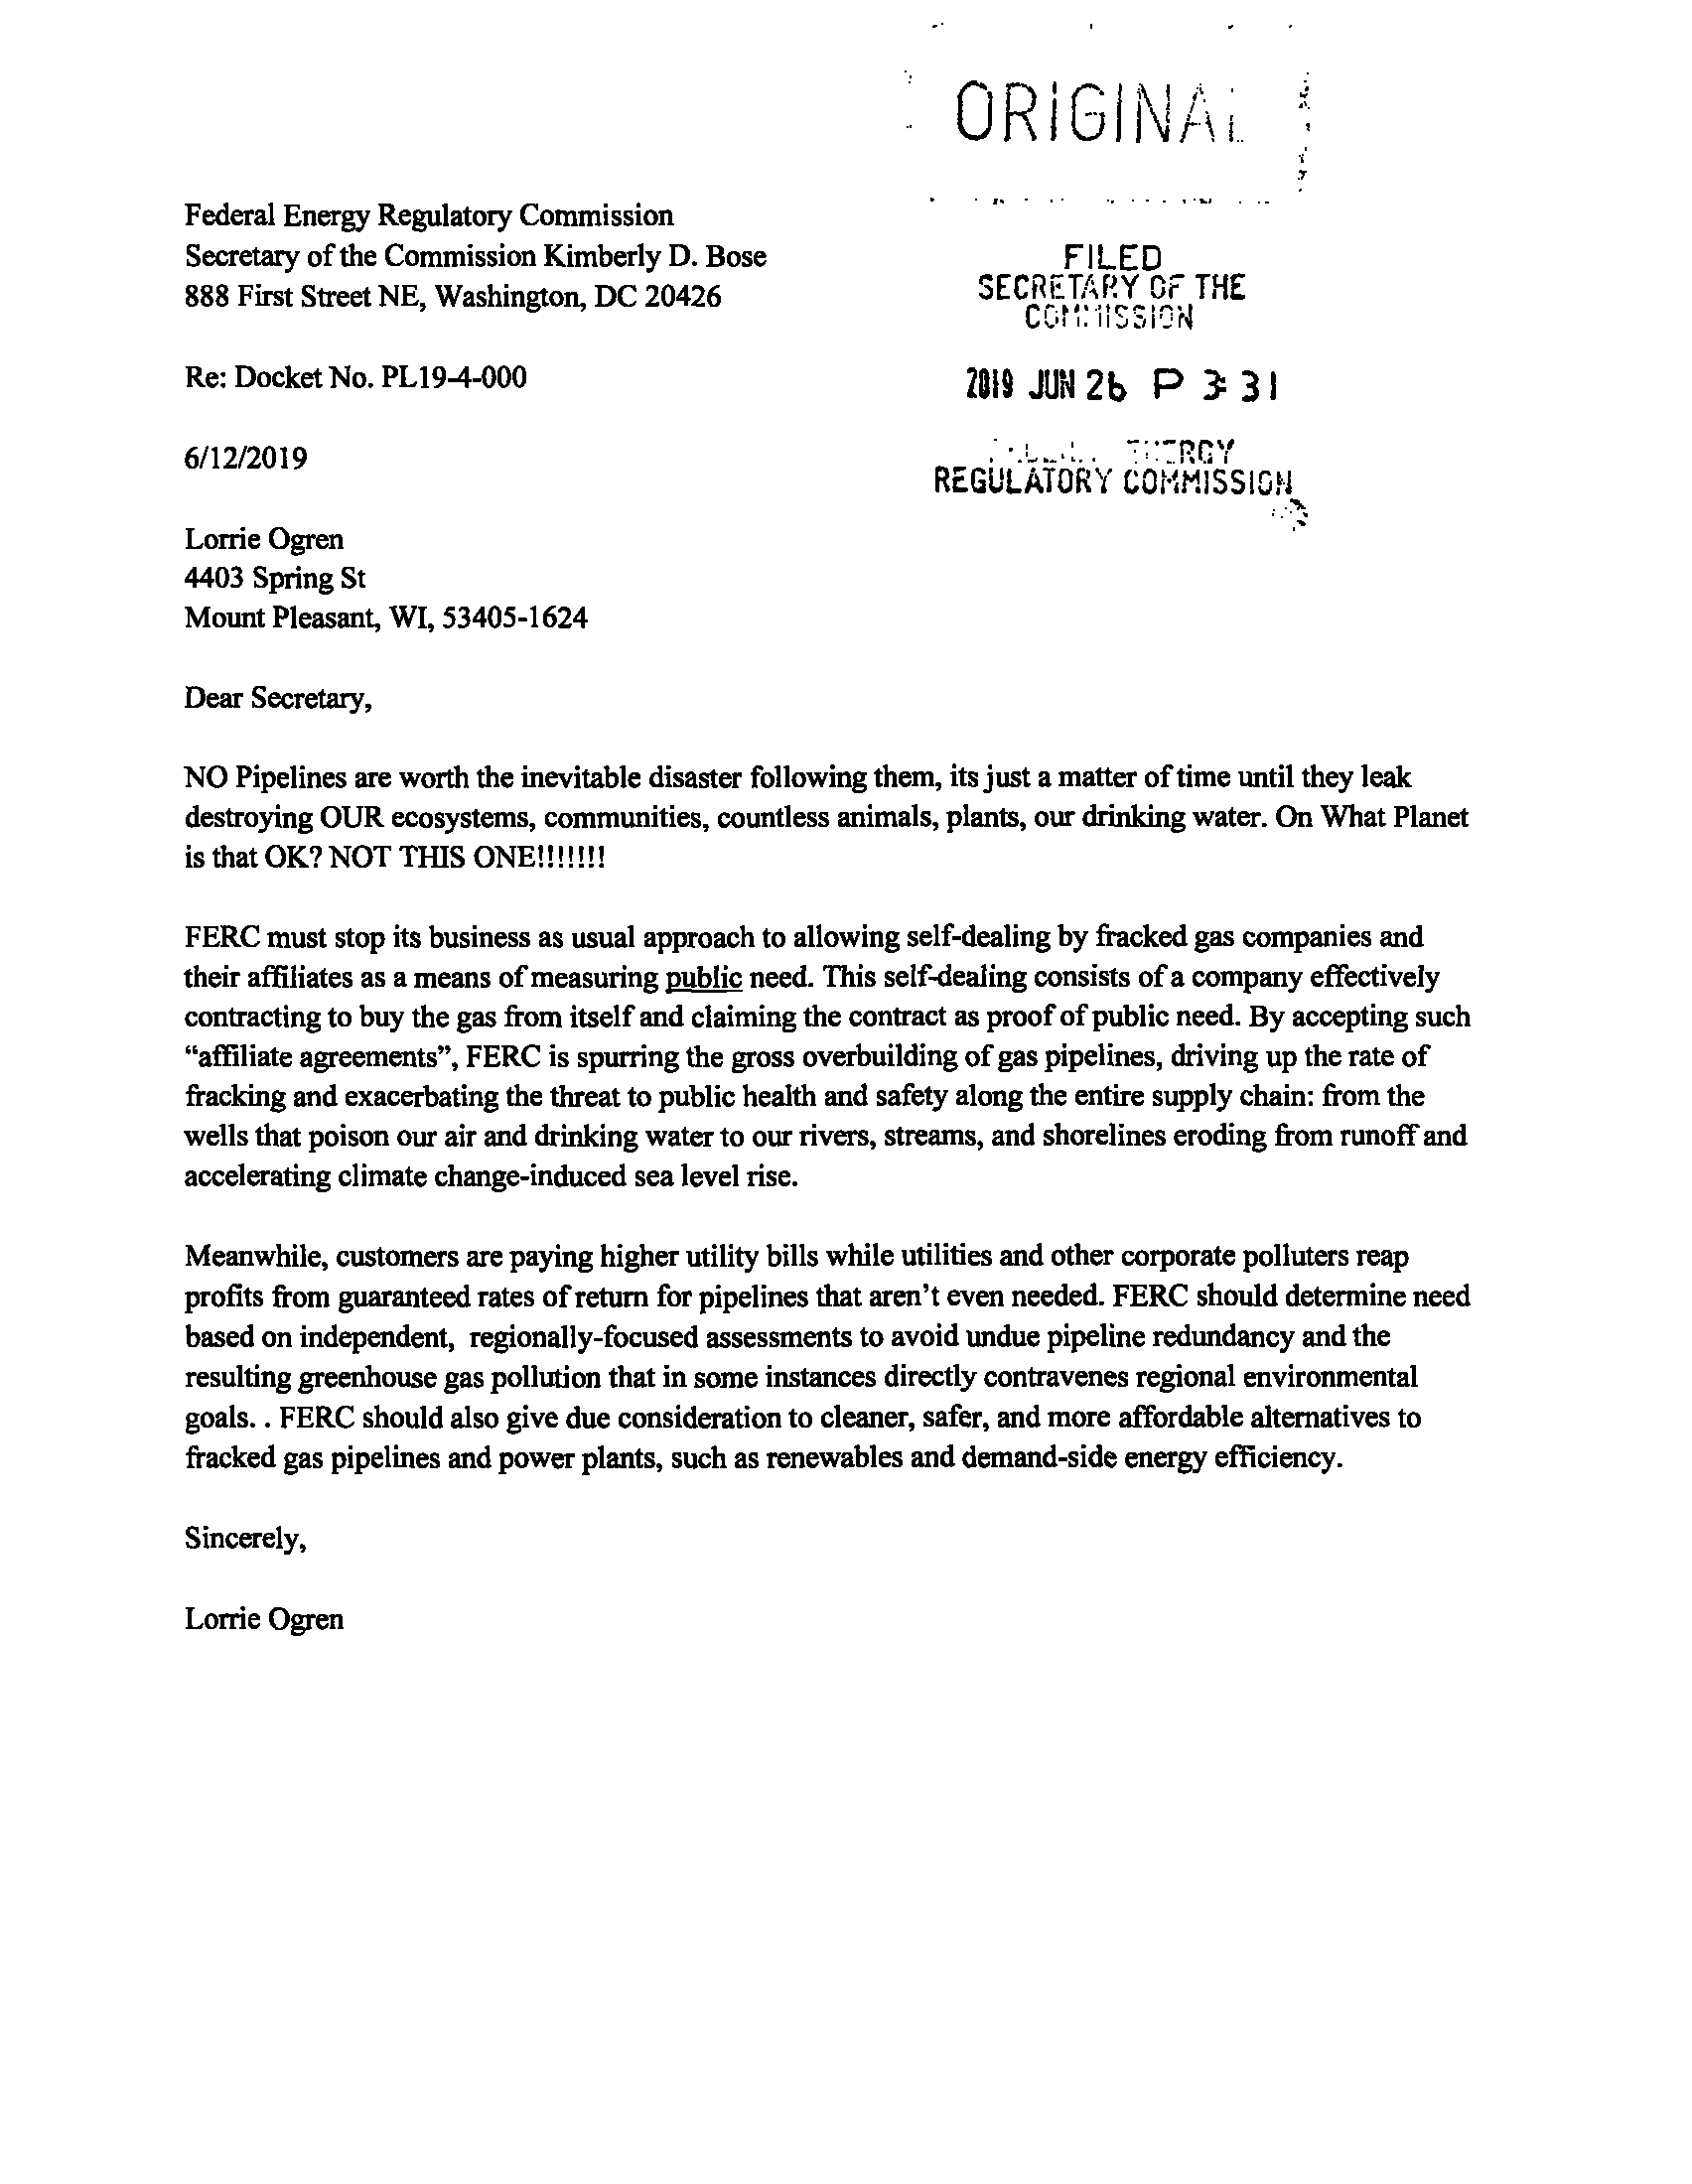 ORIGINAL
Federal Energy Regulatory Commission
Secretary of the Commission Kimberly D. Bose
888 First Street NE, Washington, DC 20426
FILED
SECRETARY OF THE
COMMISSION
Re: Docket No. PL19-4-000
2019 JUN 26 P 3: 31
6/12/2019
ENERGY
REGULATORY COMMISSION
Lorrie Ogren
4403 Spring St
Mount Pleasant, WI, 53405-1624
Dear Secretary,
NO Pipelines are worth the inevitable disaster following them, its just a matter of time until they leak
destroying OUR ecosystems, communities, countless animals, plants, our drinking water. On What Planet
is that OK? NOT THIS ONE!!!!!!!
FERC must stop its business as usual approach to allowing self-dealing by fracked gas companies and
their affiliates as a means of measuring public need. This self-dealing consists of a company effectively
contracting to buy the gas from itself and claiming the contract as proof of public need. By accepting such
“affiliate agreements”, FERC is spurring the gross overbuilding of gas pipelines, driving up the rate of
fracking and exacerbating the threat to public health and safety along the entire supply chain: from the
wells that poison our air and drinking water to our rivers, streams, and shorelines eroding from runoff and
accelerating climate change-induced sea level rise.
Meanwhile, customers are paying higher utility bills while utilities and other corporate polluters reap
profits from guaranteed rates of return for pipelines that aren’t even needed. FERC should determine need
based on independent,  regionally-focused assessments to avoid undue pipeline redundancy and the
resulting greenhouse gas pollution that in some instances directly contravenes regional environmental
goals. . FERC should also give due consideration to cleaner, safer, and more affordable alternatives to
fracked gas pipelines and power plants, such as renewables and demand-side energy efficiency.
Sincerely,
Lorrie Ogren